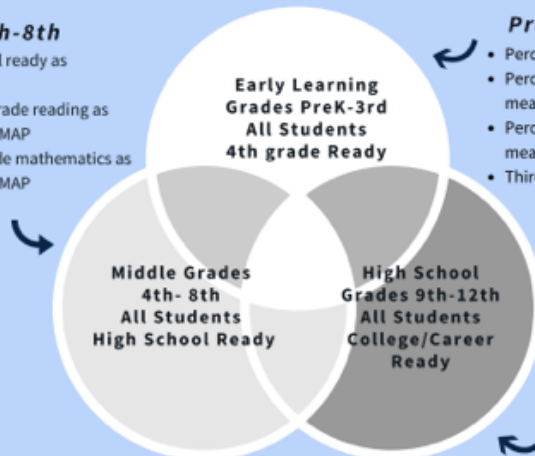 h-8th
ready as
rade reading as
MAP
de mathematics as
MAP
Early Learning
Grades PreK-3rd
All Students
4th grade Ready
Pr
Perc
Perc
mea
Perc
mea
Thir
Middle Grades
4th- 8th
All Students
High School Ready
High School
Grades 9th-12th
All Students
College/Career
Ready